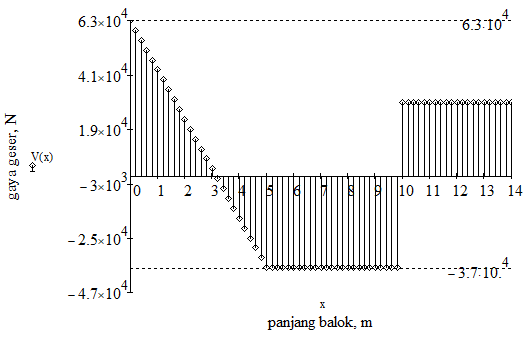 6.3×10⁴
6.3·10⁴
4.1×10⁴
1.9×10⁴
−3×10³
−2.5×10⁴
−4.7×10⁴
−3.7·10⁴
gaya geser, N
V(x)
0 1 2 3 4 5 6 7 8 9 10 11 12 13 14
x
panjang balok, m